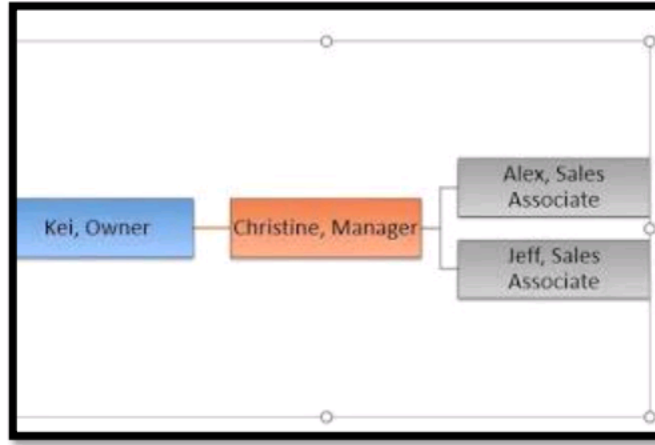 Kei, Owner
Christine, Manager
Alex, Sales
Associate
Jeff, Sales
Associate